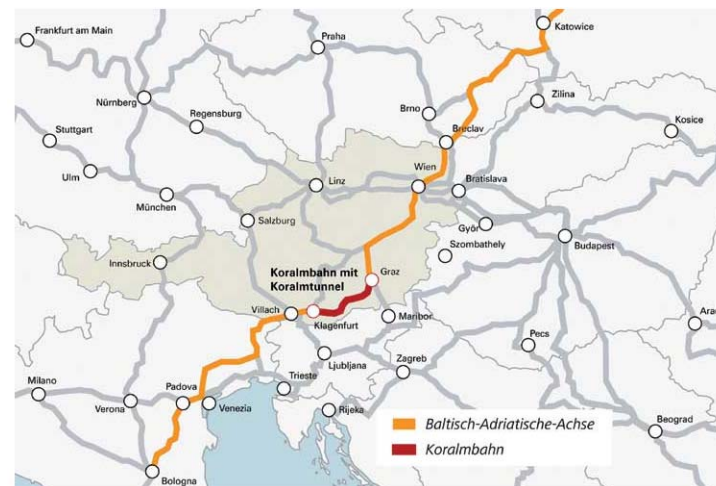 Frankfurt am Main
Praha
Katowice
Nürnberg
Brno
Zilina
Regensburg
Stuttgart
Breclav
Kosice
Ulm
Wien
Linz
Bratislava
München
Salzburg
Györ
Budapest
Szombathely
Innsbruck
Koralmbahn mit
Koralmtunnel
Graz
Villach
Klagenfurt
Maribor
Ara
Ljubljana
Pecs
Milano
Padova
Trieste
Zagreb
Verona
Venezia
Rijeka
Beograd
Baltisch-Adriatische-Achse
Koralmbahn
Bologna